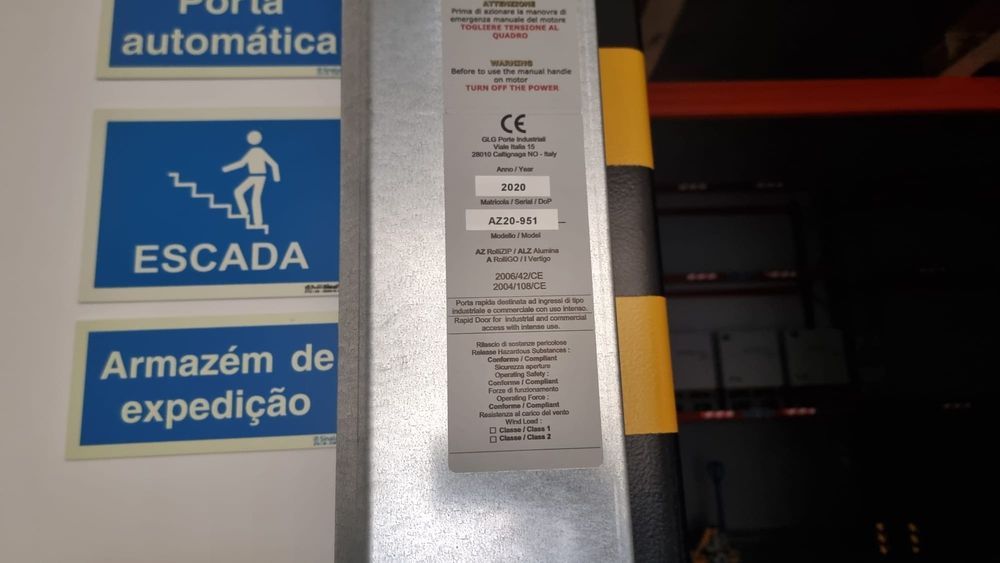 Porta
automática
ESCADA
Armazém de
expedição
ATTENZIONE
Prima di azionare la manovra di
emergenza manuale del motore
TOGLIERE TENSIONE AL
QUADRO
WARNING
Before to use the manual handle
on motor
TURN OFF THE POWER
CE
GLG Porte Industriali
Viale Italia 15
28010 Caltignaga NO - Italy
Anno / Year
2020
Matricola / Serial / DoP
AZ20-951
Modello / Model
AZ RolliZIP / ALZ Alumina
A RolliGO / I Vertigo
2006/42/CE
2004/108/CE
Porta rapida destinata ad ingressi di tipo
industriale e commerciale con uso intenso.
Rapid Door for industrial and commercial
access with intense use.
Rilascio di sostanze pericolose
Release Hazardous Substances :
Conforme / Compliant
Sicurezza aperture
Operating Safety :
Conforme / Compliant
Forze di funzionamento
Operating Force :
Conforme / Compliant
Resistenza al carico del vento
Wind Load :
☐ Classe / Class 1
☐ Classe / Class 2